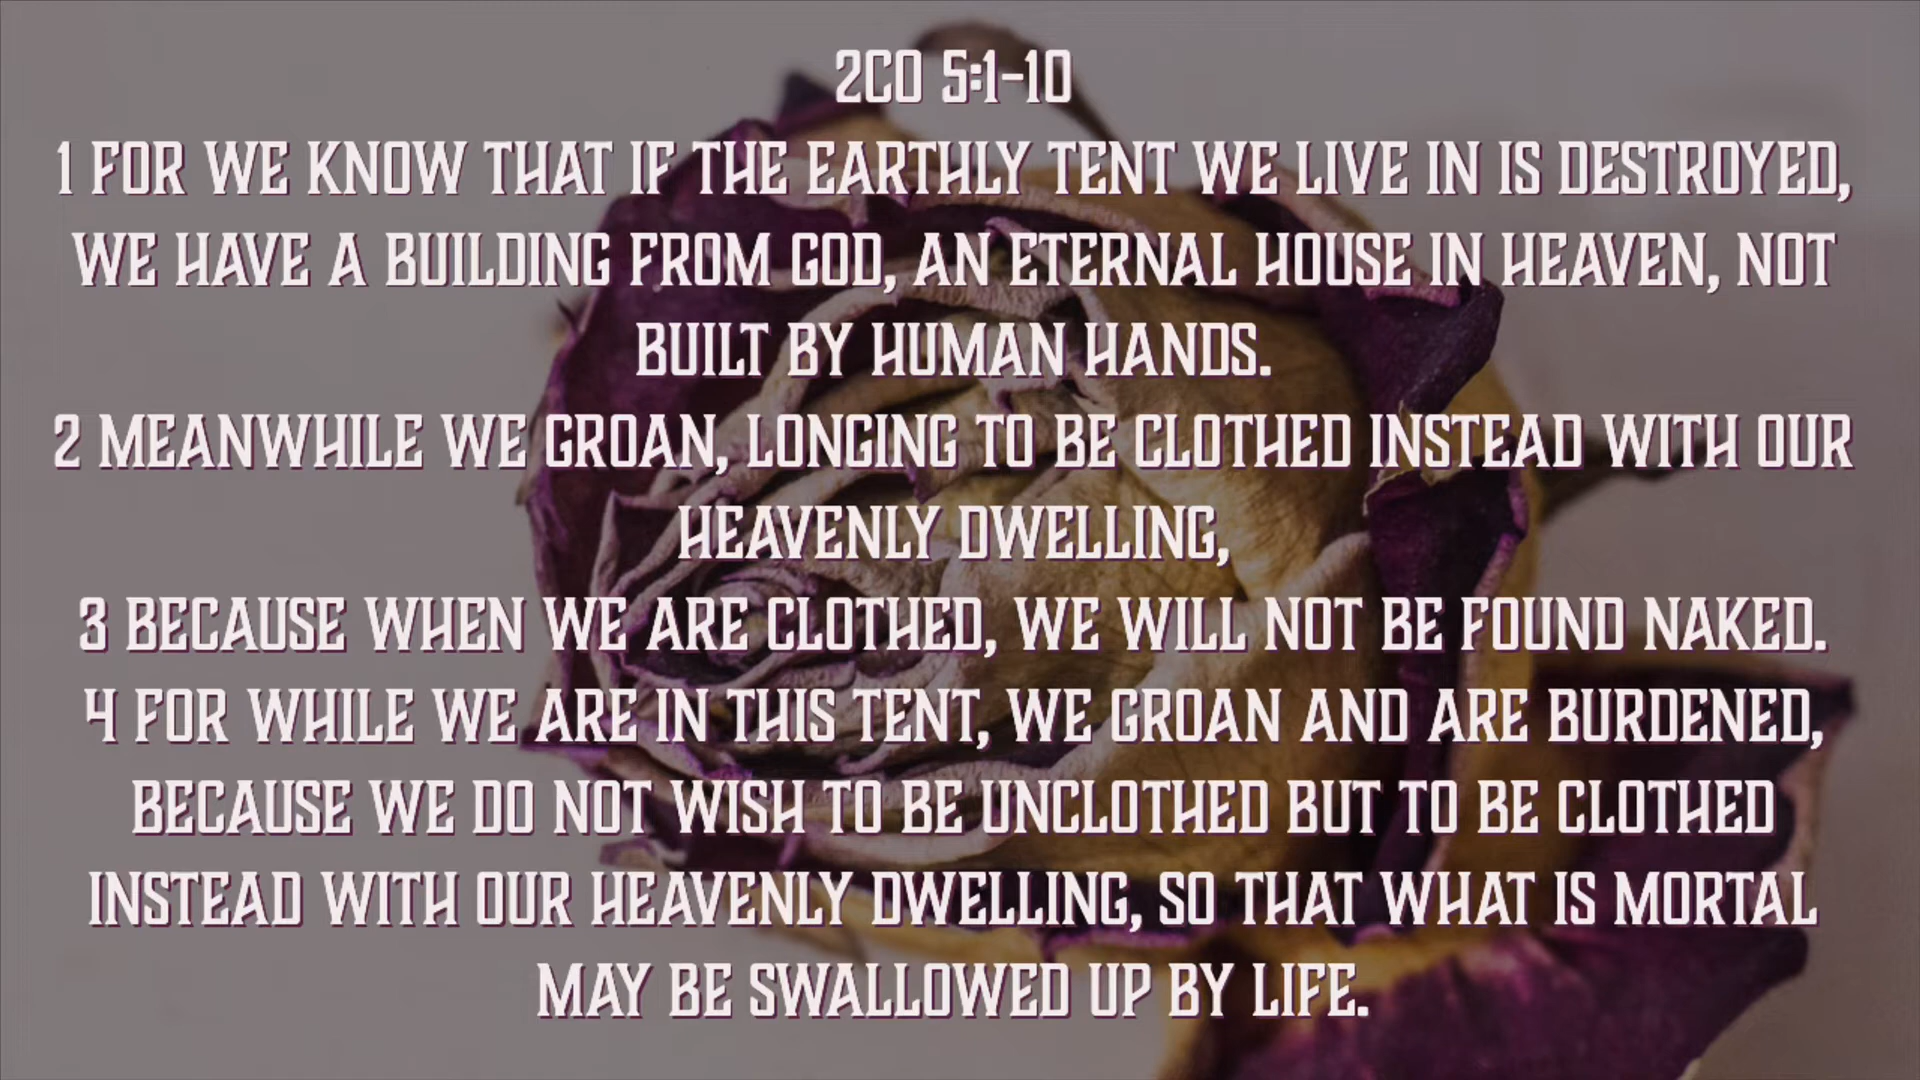 2CO 5:1-10
1 FOR WE KNOW THAT IF THE EARTHLY TENT WE LIVE IN IS DESTROYED,
WE HAVE A BUILDING FROM GOD, AN ETERNAL HOUSE IN HEAVEN, NOT
BUILT BY HUMAN HANDS.
2 MEANWHILE WE GROAN, LONGING TO BE CLOTHED INSTEAD WITH OUR
HEAVENLY DWELLING,
3 BECAUSE WHEN WE ARE CLOTHED, WE WILL NOT BE FOUND NAKED.
4 FOR WHILE WE ARE IN THIS TENT, WE GROAN AND ARE BURDENED,
BECAUSE WE DO NOT WISH TO BE UNCLOTHED BUT TO BE CLOTHED
INSTEAD WITH OUR HEAVENLY DWELLING, SO THAT WHAT IS MORTAL
MAY BE SWALLOWED UP BY LIFE.